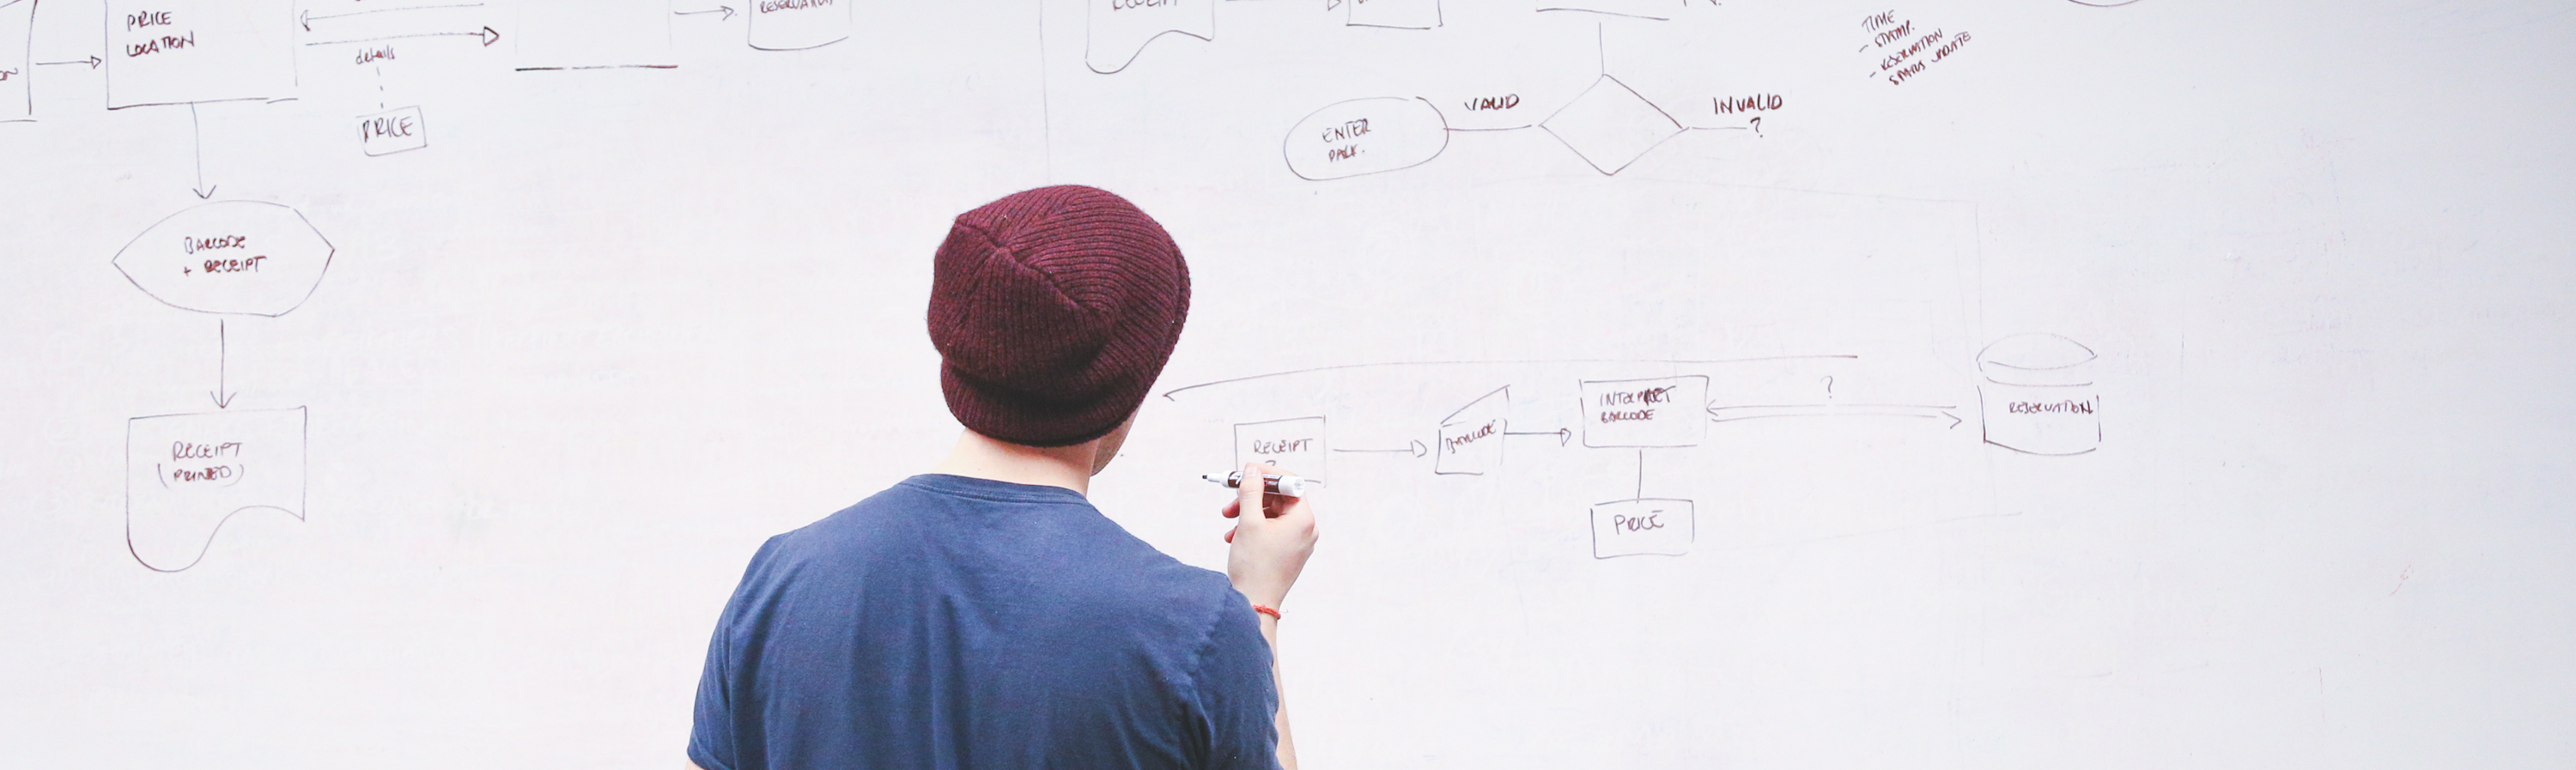 PRICE
LOCATION
details
PRICE
BARCODE
+ RECEIPT
RECEIPT
(PRINTED)
RESERVATION
RECEIPT
TIME
- STAMP.
- RESERVATION
STATUS UPDATE
VALID
INVALID
?
ENTER
PARK.
RECEIPT
?
BARCODE
INTERPRET
BARCODE
?
RESERVATION
PRICE